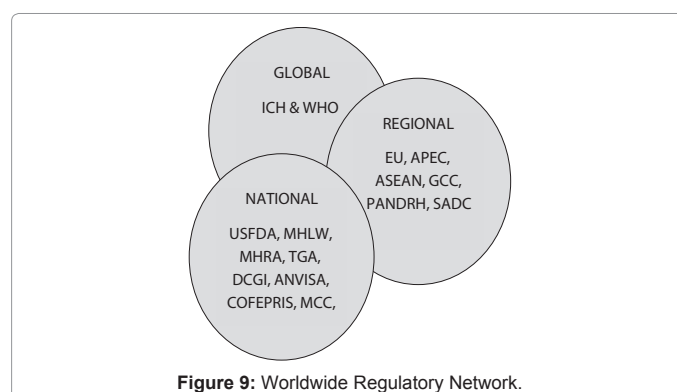 GLOBAL
ICH & WHO
REGIONAL
EU, APEC,
ASEAN, GCC,
PANDRH, SADC
NATIONAL
USFDA, MHLW,
MHRA, TGA,
DCGI, ANVISA,
COFEPRIS, MCC,
Figure 9: Worldwide Regulatory Network.